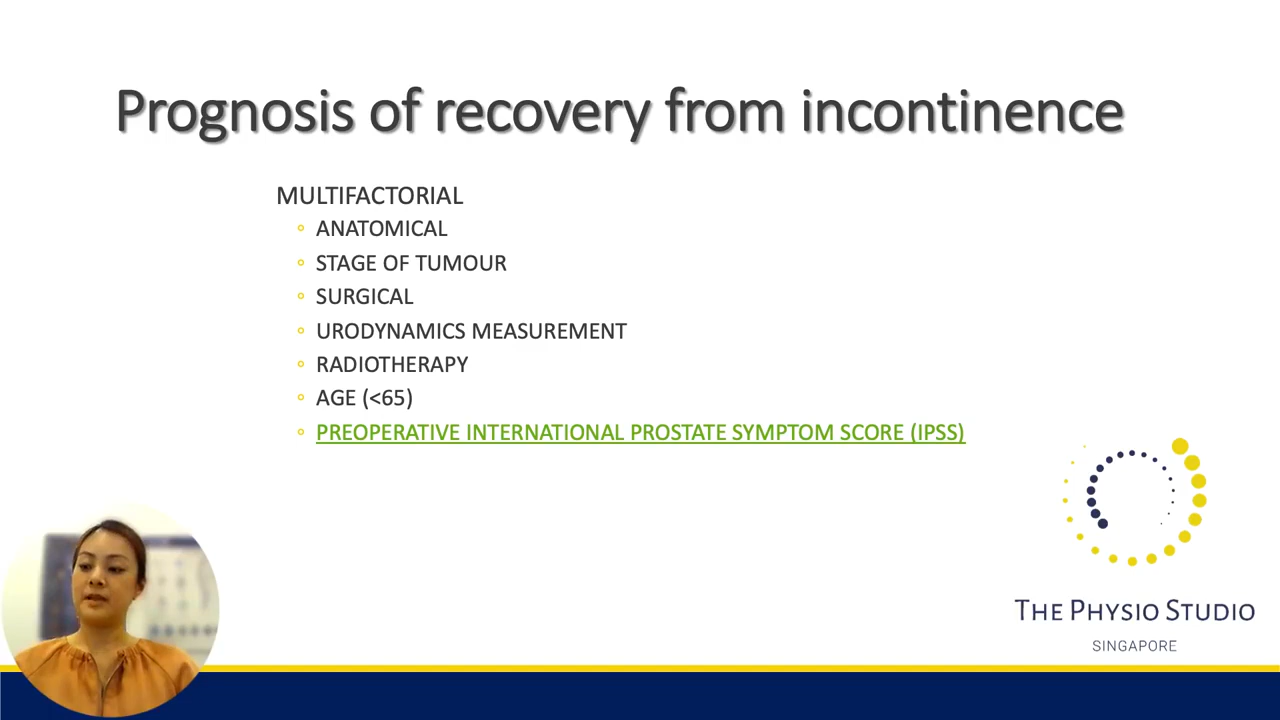 Prognosis of recovery from incontinence
MULTIFACTORIAL
ANATOMICAL
STAGE OF TUMOUR
SURGICAL
URODYNAMICS MEASUREMENT
RADIOTHERAPY
AGE (<65)
PREOPERATIVE INTERNATIONAL PROSTATE SYMPTOM SCORE (IPSS)
THE PHYSIO STUDIO
SINGAPORE